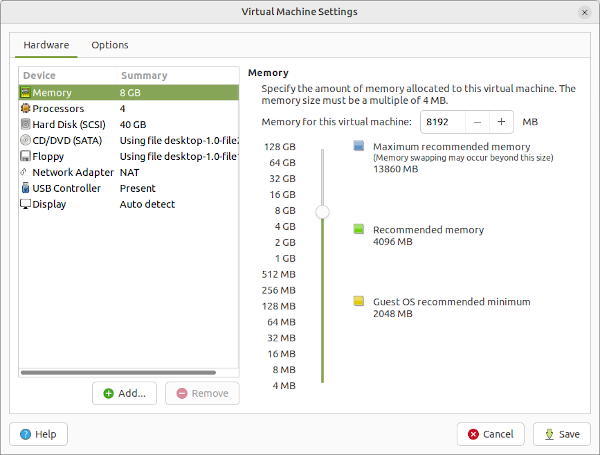 Virtual Machine Settings
Hardware Options
Device Summary
Memory 8 GB
Processors 4
Hard Disk (SCSI) 40 GB
CD/DVD (SATA) Using file desktop-1.0-file
Floppy Using file desktop-1.0-file
Network Adapter NAT
USB Controller Present
Display Auto detect
Add...
Remove
Memory
Specify the amount of memory allocated to this virtual machine. The
memory size must be a multiple of 4 MB.
Memory for this virtual machine: 8192 − + MB
128 GB
64 GB
32 GB
16 GB
8 GB
4 GB
2 GB
1 GB
512 MB
256 MB
128 MB
64 MB
32 MB
16 MB
8 MB
4 MB
Maximum recommended memory
(Memory swapping may occur beyond this size)
13860 MB
Recommended memory
4096 MB
Guest OS recommended minimum
2048 MB
Help
Cancel
Save